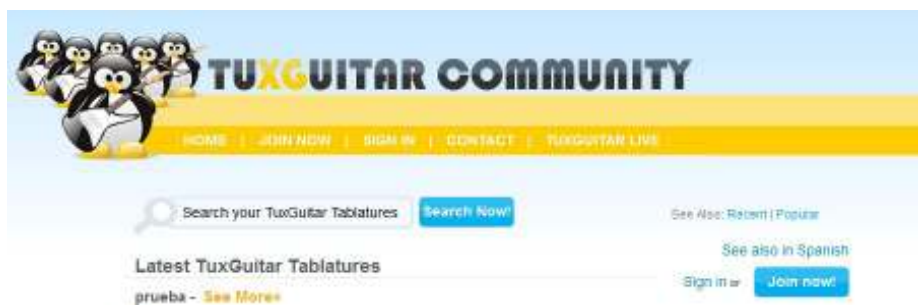 TUXGUITAR COMMUNITY
HOME | JOIN NOW | SIGN IN | CONTACT | TUXGUITAR LIVE
Search your TuxGuitar Tablatures Search Now!
See Also: Recent | Popular
See also in Spanish
Latest TuxGuitar Tablatures
Sign in or Join now!
prueba - See More+